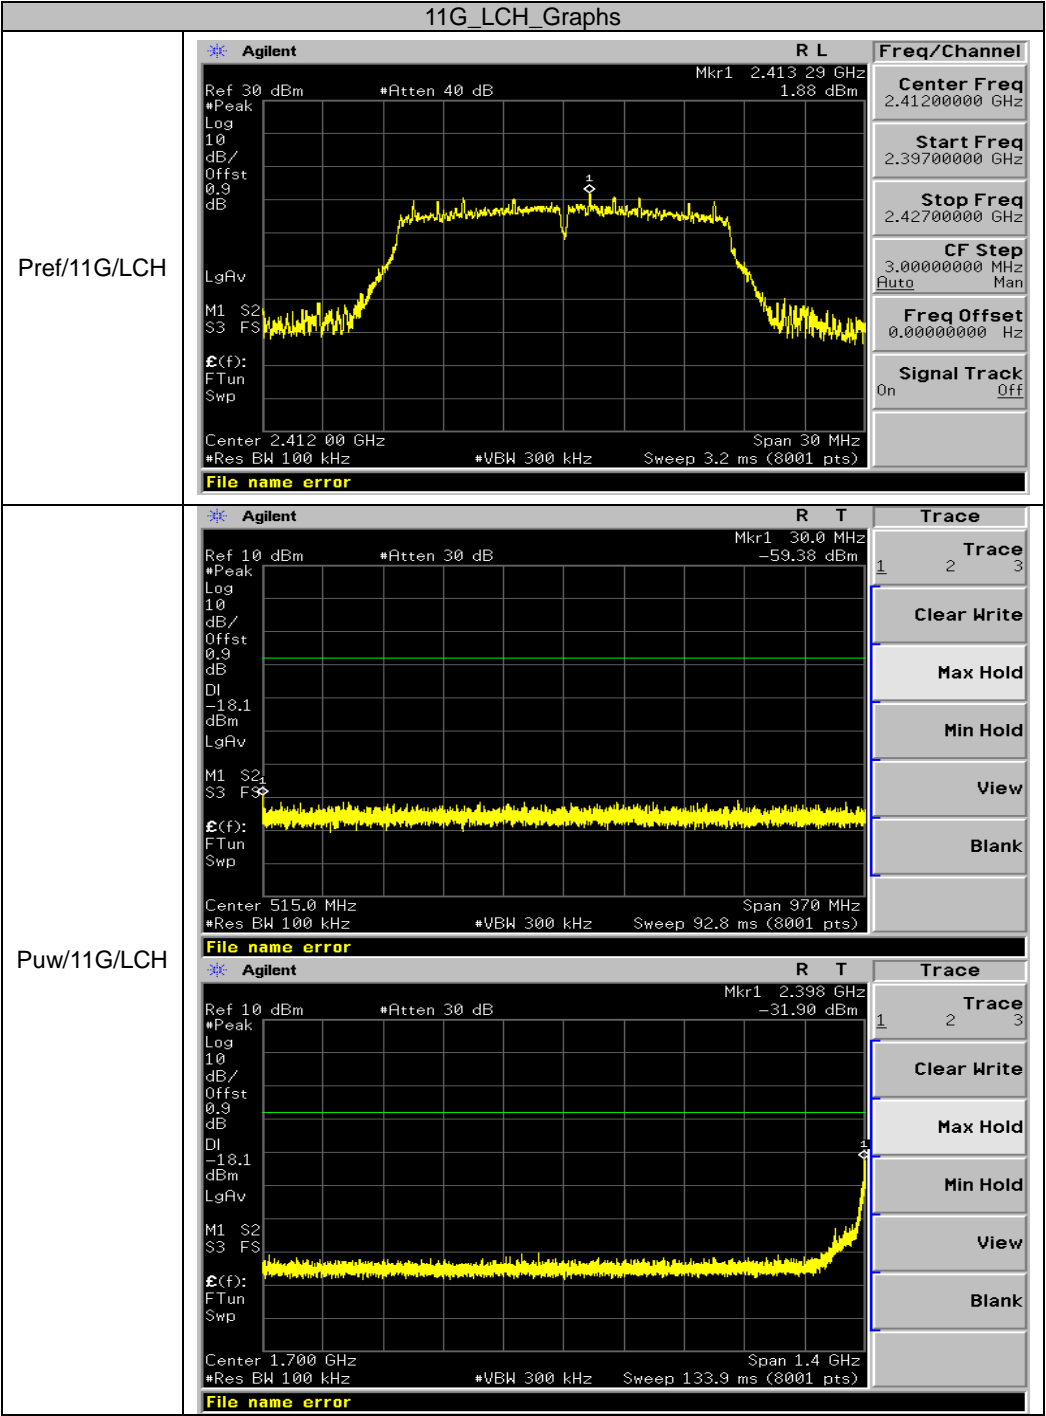 11G_LCH_Graphs
Pref/11G/LCH
Agilent R L Freq/Channel
Mkr1 2.413 29 GHz
Ref 30 dBm #Atten 40 dB 1.88 dBm
#Peak
Log
10
dB/
Offst
0.9
dB
1
LgAv
M1 S2
S3 FS
£(f):
FTun
Swp
Center 2.412 00 GHz Span 30 MHz
#Res BW 100 kHz #VBW 300 kHz Sweep 3.2 ms (8001 pts)
File name error
Center Freq
2.41200000 GHz
Start Freq
2.39700000 GHz
Stop Freq
2.42700000 GHz
CF Step
3.00000000 MHz
Auto Man
Freq Offset
0.00000000 Hz
Signal Track
On Off
Puw/11G/LCH
Agilent R T Trace
Mkr1 30.0 MHz
Ref 10 dBm #Atten 30 dB -59.38 dBm
#Peak
Log
10
dB/
Offst
0.9
dB
DI
-18.1
dBm
LgAv
M1 S2
S3 FS
1
£(f):
FTun
Swp
Center 515.0 MHz Span 970 MHz
#Res BW 100 kHz #VBW 300 kHz Sweep 92.8 ms (8001 pts)
File name error
Trace
1 2 3
Clear Write
Max Hold
Min Hold
View
Blank
Agilent R T Trace
Mkr1 2.398 GHz
Ref 10 dBm #Atten 30 dB -31.90 dBm
#Peak
Log
10
dB/
Offst
0.9
dB
DI
-18.1
dBm
LgAv
1
M1 S2
S3 FS
£(f):
FTun
Swp
Center 1.700 GHz Span 1.4 GHz
#Res BW 100 kHz #VBW 300 kHz Sweep 133.9 ms (8001 pts)
File name error
Trace
1 2 3
Clear Write
Max Hold
Min Hold
View
Blank